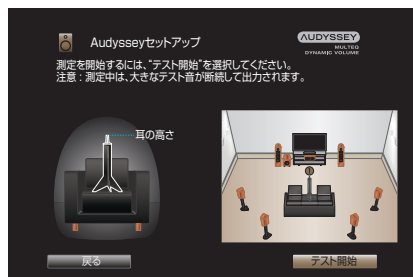 Audysseyセットアップ
AUDYSSEY
MULTEQ
DYNAMIC VOLUME
測定を開始するには、“テスト開始”を選択してください。
注意：測定中は、大きなテスト音が断続して出力されます。
耳の高さ
戻る
テスト開始